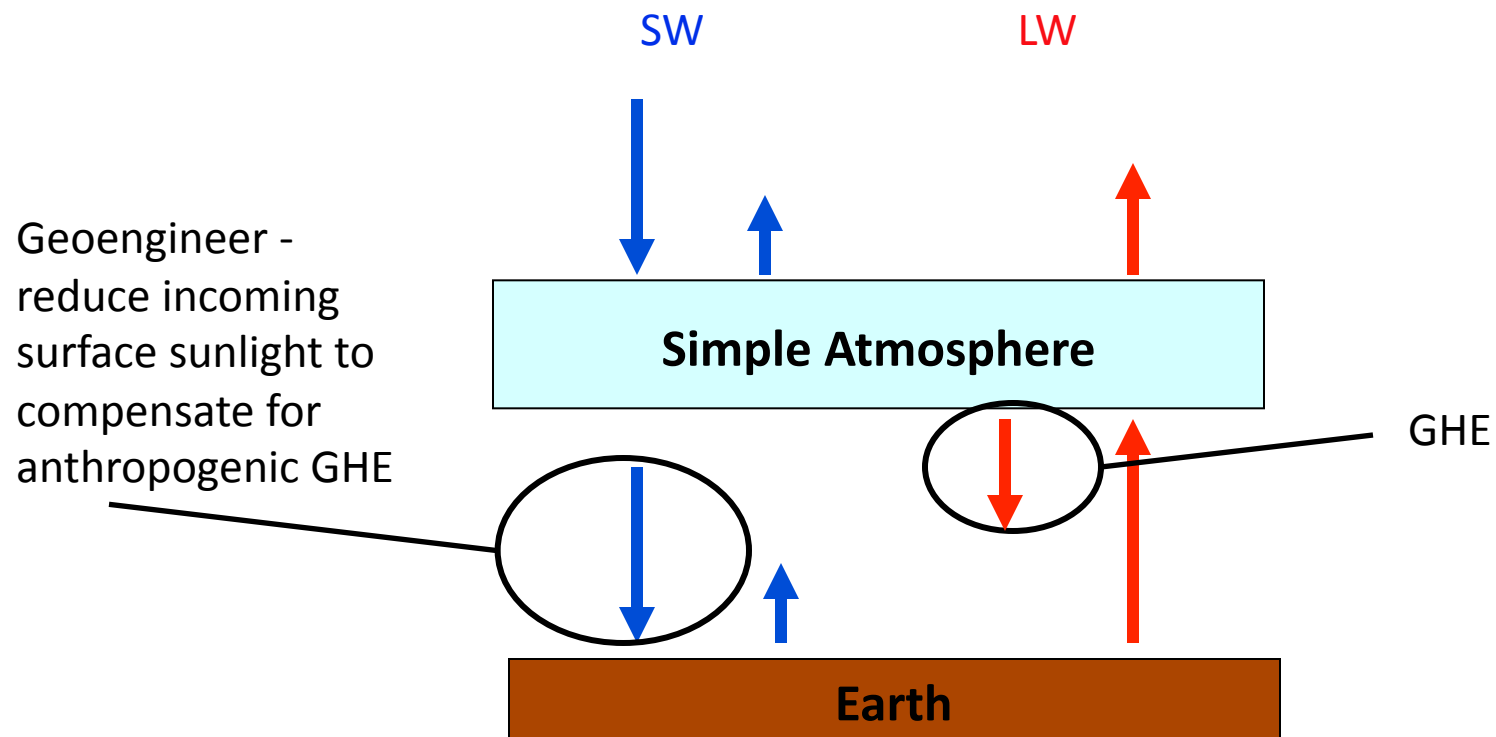 SW
LW
Geoengineer -
reduce incoming
surface sunlight to
compensate for
anthropogenic GHE
Simple Atmosphere
GHE
Earth